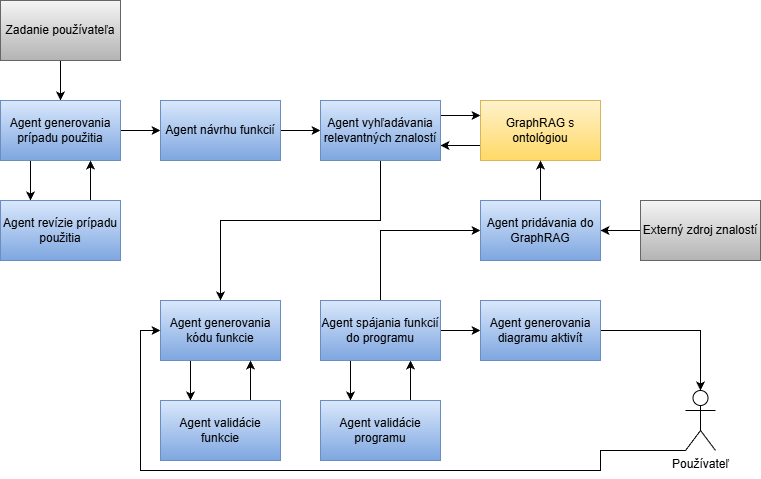 Zadanie používateľa
Agent generovania
prípadu použitia
Agent návrhu funkcií
Agent vyhľadávania
relevantných znalostí
GraphRAG s
ontológiou
Agent revízie prípadu
použitia
Agent pridávania do
GraphRAG
Externý zdroj znalostí
Agent generovania
kódu funkcie
Agent spájania funkcií
do programu
Agent generovania
diagramu aktivít
Agent validácie
funkcie
Agent validácie
programu
Používateľ